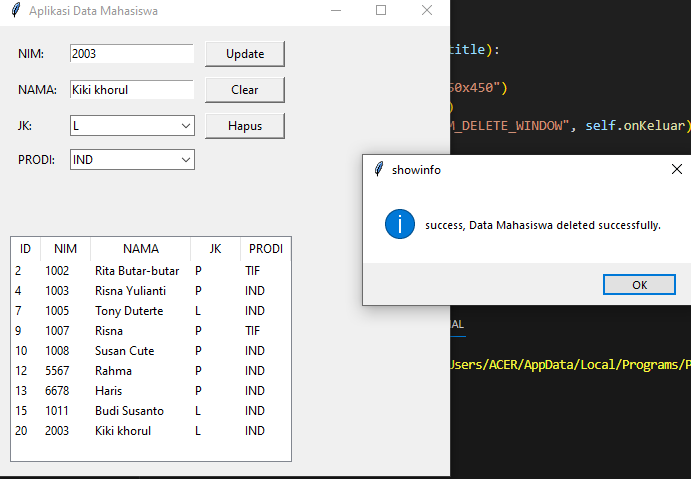 Aplikasi Data Mahasiswa
title):
NIM: 2003 Update
50x450")
NAMA: Kiki khorul Clear
)
JK: L Hapus
M_DELETE_WINDOW", self.onKeluar)
PRODI: IND
showinfo
success, Data Mahasiswa deleted successfully.
OK
ID NIM NAMA JK PRODI
2 1002 Rita Butar-butar P TIF
4 1003 Risna Yulianti P IND
7 1005 Tony Duterte L IND
9 1007 Risna P TIF
10 1008 Susan Cute P IND
12 5567 Rahma P IND
13 6678 Haris P IND
15 1011 Budi Susanto L IND
20 2003 Kiki khorul L IND
NAL
Users/ACER/AppData/Local/Programs/P